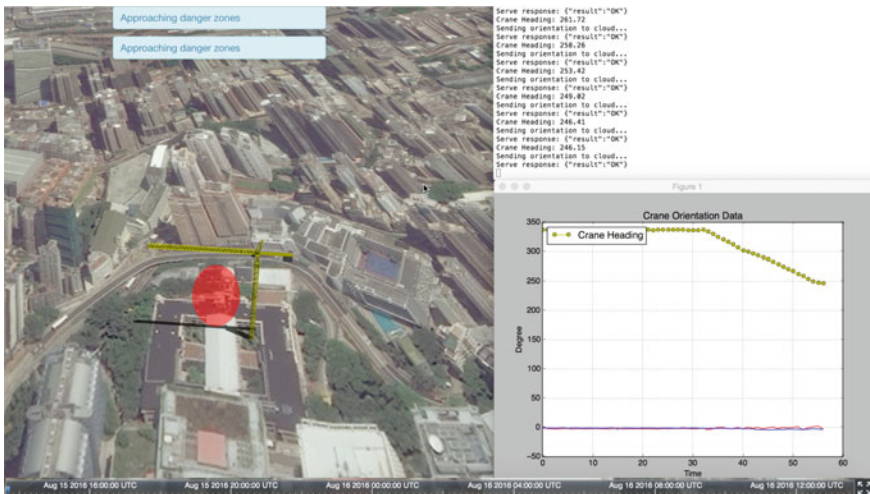 Approaching danger zones
Approaching danger zones
Serve response: {"result":"OK"}
Crane Heading: 261.72
Sending orientation to cloud...
Serve response: {"result":"OK"}
Crane Heading: 258.26
Sending orientation to cloud...
Serve response: {"result":"OK"}
Crane Heading: 253.42
Sending orientation to cloud...
Serve response: {"result":"OK"}
Crane Heading: 249.02
Sending orientation to cloud...
Serve response: {"result":"OK"}
Crane Heading: 246.41
Sending orientation to cloud...
Serve response: {"result":"OK"}
Crane Heading: 246.15
Sending orientation to cloud...
Serve response: {"result":"OK"}
Figure 1
Crane Orientation Data
Crane Heading
350
300
250
200
150
100
50
0
−50
Degree
0 10 20 30 40 50 60
Time
Aug 15 2016 16:00:00 UTC Aug 15 2016 20:00:00 UTC Aug 16 2016 00:00:00 UTC Aug 16 2016 04:00:00 UTC Aug 16 2016 08:00:00 UTC Aug 16 2016 12:00:00 UTC